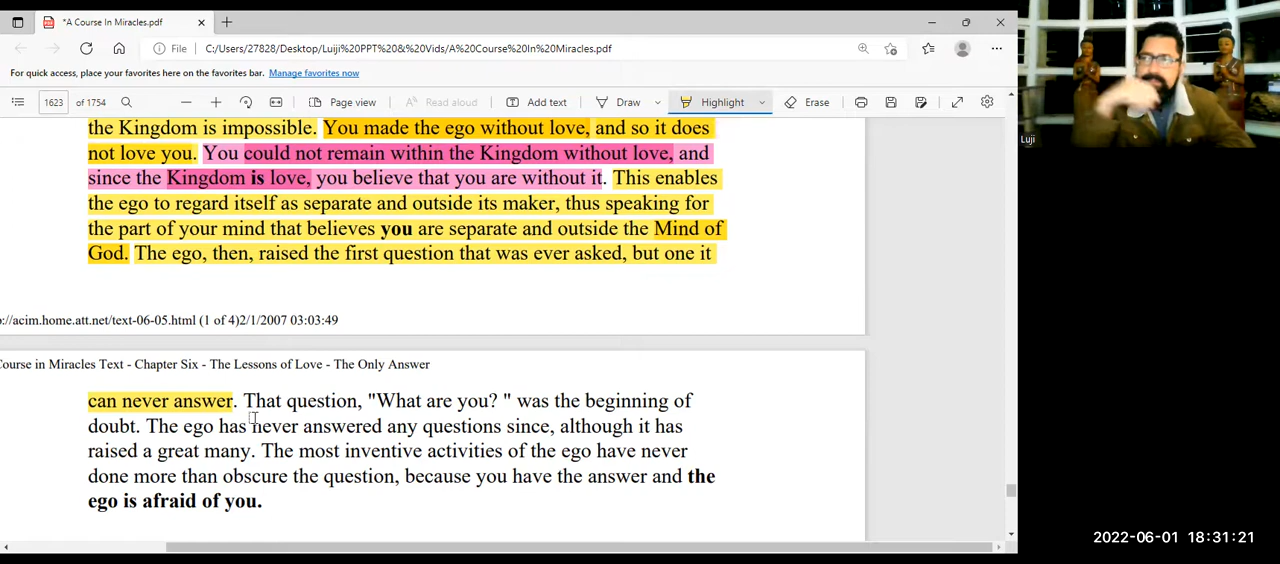 *A Course In Miracles.pdf
File C:/Users/27828/Desktop/Luiji%20PPT%20&%20Vids/A%20Course%20In%20Miracles.pdf
For quick access, place your favorites here on the favorites bar. Manage favorites now
1623 of 1754 Page view Read aloud Add text Draw Highlight Erase
the Kingdom is impossible. You made the ego without love, and so it does
not love you. You could not remain within the Kingdom without love, and
since the Kingdom is love, you believe that you are without it. This enables
the ego to regard itself as separate and outside its maker, thus speaking for
the part of your mind that believes you are separate and outside the Mind of
God. The ego, then, raised the first question that was ever asked, but one it
://acim.home.att.net/text-06-05.html (1 of 4)2/1/2007 03:03:49
Course in Miracles Text - Chapter Six - The Lessons of Love - The Only Answer
can never answer. That question, "What are you? " was the beginning of
doubt. The ego has never answered any questions since, although it has
raised a great many. The most inventive activities of the ego have never
done more than obscure the question, because you have the answer and the
ego is afraid of you.
Luji
2022-06-01 18:31:21